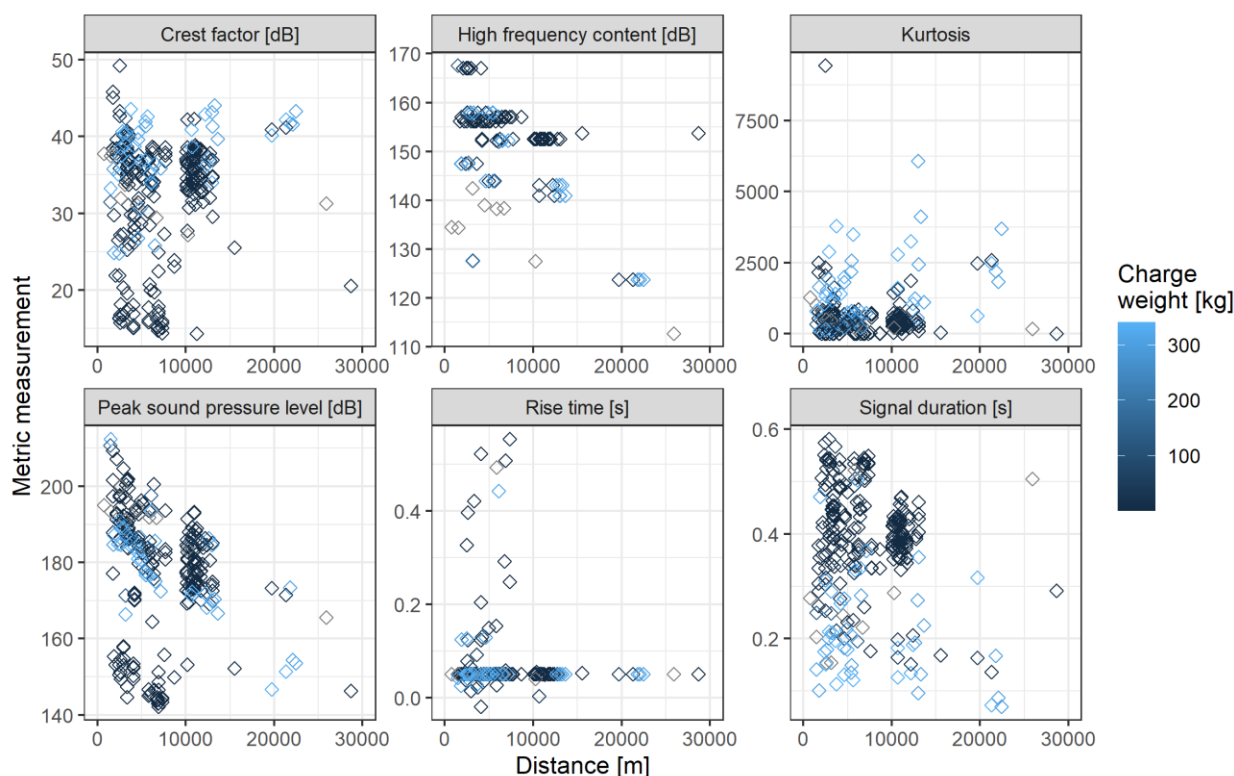 Crest factor [dB]
High frequency content [dB]
Kurtosis
50
40
30
20
0 10000 20000 30000
170
160
150
140
130
120
110
0 10000 20000 30000
7500
5000
2500
0
0 10000 20000 30000
Peak sound pressure level [dB]
Rise time [s]
Signal duration [s]
200
180
160
140
0 10000 20000 30000
0.4
0.2
0.0
0 10000 20000 30000
0.6
0.4
0.2
0 10000 20000 30000
Metric measurement
Distance [m]
Charge
weight [kg]
300
200
100